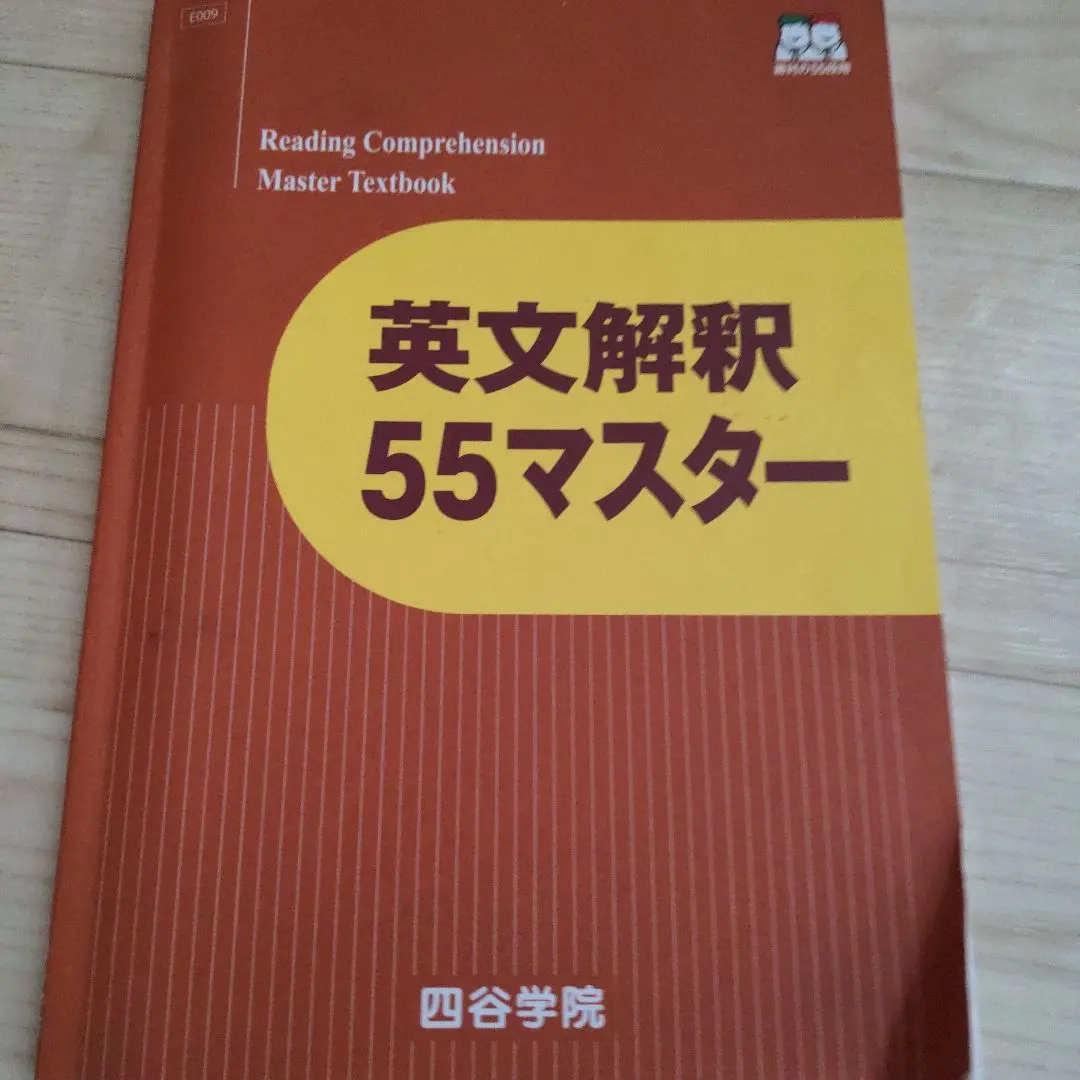 E009
Reading Comprehension
Master Textbook
英文解釈
55マスター
四谷学院